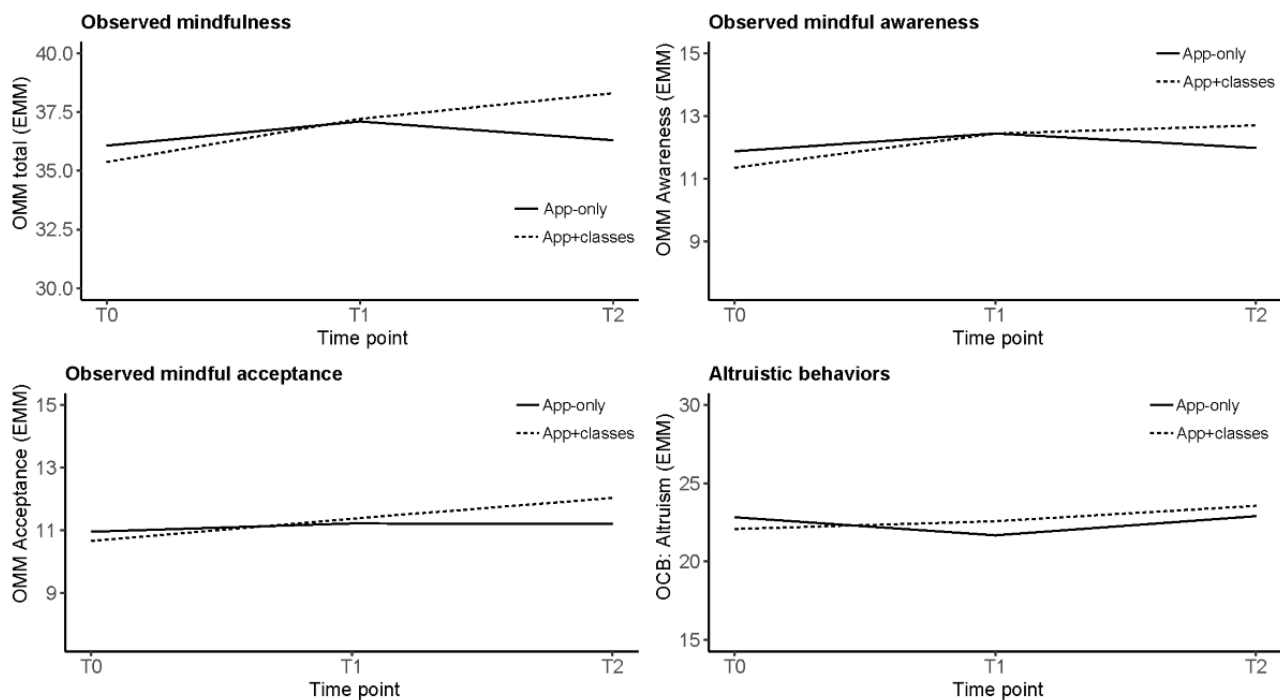 Observed mindfulness
OMM total (EMM)
40.0
37.5
35.0
32.5
30.0
App-only
App+classes
T0 T1 T2
Time point
Observed mindful awareness
OMM Awareness (EMM)
15
13
11
9
App-only
App+classes
T0 T1 T2
Time point
Observed mindful acceptance
OMM Acceptance (EMM)
15
13
11
9
App-only
App+classes
T0 T1 T2
Time point
Altruistic behaviors
OCB: Altruism (EMM)
30
25
20
15
App-only
App+classes
T0 T1 T2
Time point